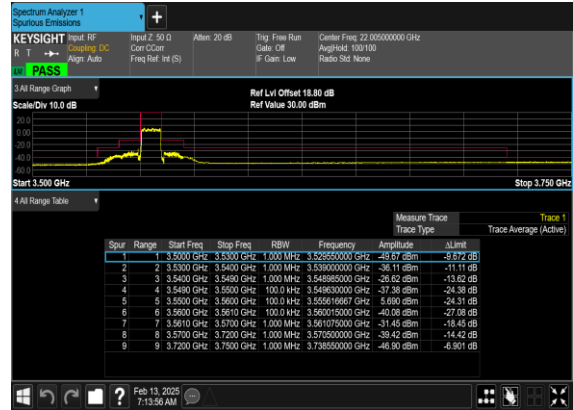 Spectrum Analyzer 1
Spurious Emissions
KEYSIGHT Input: RF Input Z: 50 Ω Atten: 20 dB Trig: Free Run Center Freq: 22.005000000 GHz
R T Coupling: DC Corr CCorr Gate: Off Avg|Hold: 100/100
Align: Auto Freq Ref: Int (S) IF Gain: Low Radio Std: None
PASS
3 All Range Graph
Ref Lvl Offset 18.80 dB
Scale/Div 10.0 dB Ref Value 30.00 dBm
20.0
0.00
-20.0
-40.0
-60.0
Start 3.500 GHz Stop 3.750 GHz
4 All Range Table
Measure Trace Trace 1
Trace Type Trace Average (Active)
Spur Range Start Freq Stop Freq RBW Frequency Amplitude ΔLimit
1 1 3.5000 GHz 3.5300 GHz 1.000 MHz 3.529550000 GHz -49.67 dBm -9.672 dB
2 2 3.5300 GHz 3.5400 GHz 1.000 MHz 3.539000000 GHz -36.11 dBm -11.11 dB
3 3 3.5400 GHz 3.5490 GHz 1.000 MHz 3.548985000 GHz -26.62 dBm -13.62 dB
4 4 3.5490 GHz 3.5500 GHz 100.0 kHz 3.549630000 GHz -37.38 dBm -24.38 dB
5 5 3.5500 GHz 3.5600 GHz 100.0 kHz 3.555616667 GHz 5.690 dBm -24.31 dB
6 6 3.5600 GHz 3.5610 GHz 100.0 kHz 3.560015000 GHz -40.08 dBm -27.08 dB
7 7 3.5610 GHz 3.5700 GHz 1.000 MHz 3.561075000 GHz -31.45 dBm -18.45 dB
8 8 3.5700 GHz 3.7200 GHz 1.000 MHz 3.570500000 GHz -39.42 dBm -14.42 dB
9 9 3.7200 GHz 3.7500 GHz 1.000 MHz 3.738550000 GHz -46.90 dBm -6.901 dB
Feb 13, 2025
7:13:56 AM